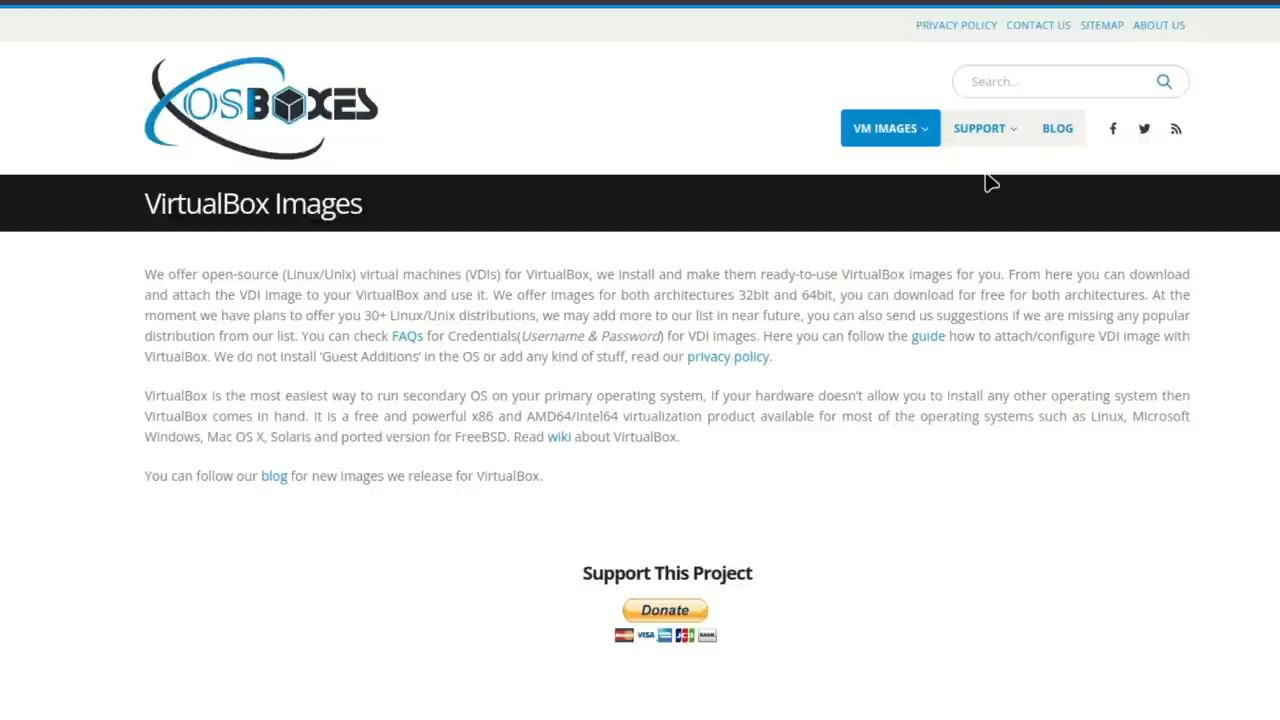 PRIVACY POLICY CONTACT US SITEMAP ABOUT US
OSBOXES
Search...
VM IMAGES SUPPORT BLOG
VirtualBox Images
We offer open-source (Linux/Unix) virtual machines (VDIs) for VirtualBox, we install and make them ready-to-use VirtualBox images for you. From here you can download
and attach the VDI image to your VirtualBox and use it. We offer images for both architectures 32bit and 64bit, you can download for free for both architectures. At the
moment we have plans to offer you 30+ Linux/Unix distributions, we may add more to our list in near future, you can also send us suggestions if we are missing any popular
distribution from our list. You can check FAQs for Credentials(Username & Password) for VDI images. Here you can follow the guide how to attach/configure VDI image with
VirtualBox. We do not install ‘Guest Additions’ in the OS or add any kind of stuff, read our privacy policy.
VirtualBox is the most easiest way to run secondary OS on your primary operating system, If your hardware doesn’t allow you to install any other operating system then
VirtualBox comes in hand. It is a free and powerful x86 and AMD64/Intel64 virtualization product available for most of the operating systems such as Linux, Microsoft
Windows, Mac OS X, Solaris and ported version for FreeBSD. Read wiki about VirtualBox.
You can follow our blog for new images we release for VirtualBox.
Support This Project
Donate
VISA JCB BANK